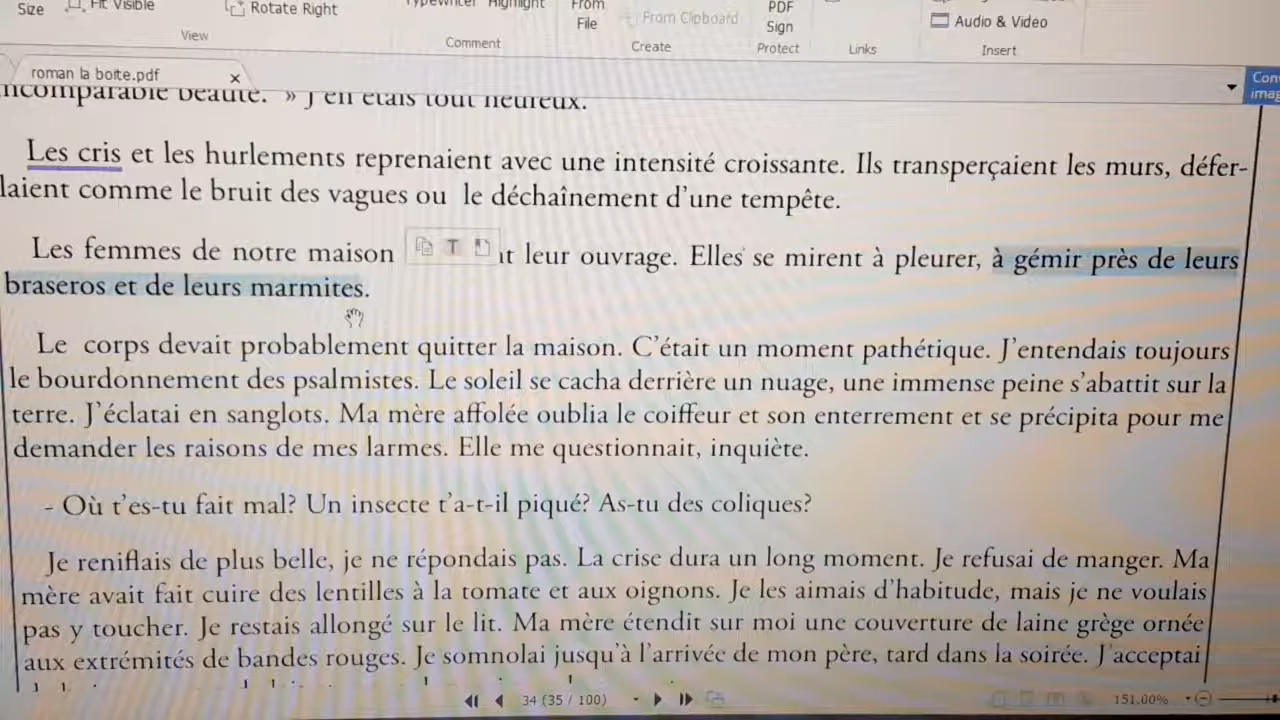 Size
Fit Visible
Rotate Right
View
Typewriter Highlight
Comment
From
File
From Clipboard
Create
PDF
Sign
Protect
Links
Audio & Video
Insert
roman la boite.pdf
x
incomparable beauté. » J'en étais tout heureux.
Les cris et les hurlements reprenaient avec une intensité croissante. Ils transperçaient les murs, défer-
laient comme le bruit des vagues ou le déchaînement d'une tempête.
Les femmes de notre maison leur ouvrage. Elles se mirent à pleurer, à gémir près de leurs
braseros et de leurs marmites.
Le corps devait probablement quitter la maison. C'était un moment pathétique. J'entendais toujours
le bourdonnement des psalmistes. Le soleil se cacha derrière un nuage, une immense peine s'abattit sur la
terre. J'éclatai en sanglots. Ma mère affolée oublia le coiffeur et son enterrement et se précipita pour me
demander les raisons de mes larmes. Elle me questionnait, inquiète.
- Où t'es-tu fait mal? Un insecte t'a-t-il piqué? As-tu des coliques?
Je reniflais de plus belle, je ne répondais pas. La crise dura un long moment. Je refusai de manger. Ma
mère avait fait cuire des lentilles à la tomate et aux oignons. Je les aimais d'habitude, mais je ne voulais
pas y toucher. Je restais allongé sur le lit. Ma mère étendit sur moi une couverture de laine grège ornée
aux extrémités de bandes rouges. Je somnolai jusqu'à l'arrivée de mon père, tard dans la soirée. J'acceptai
34 (35 / 100)
151.00%